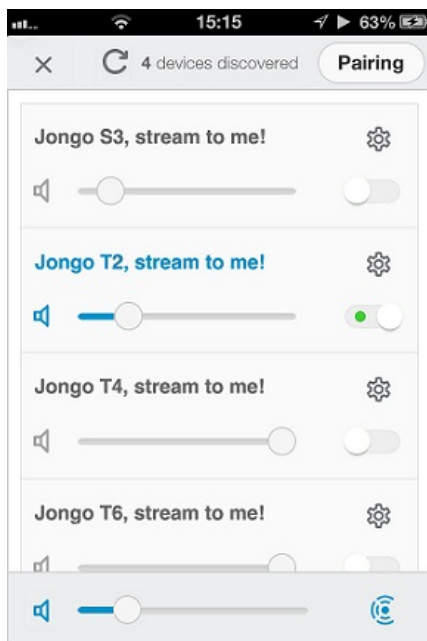 15:15 63%
4 devices discovered Pairing
Jongo S3, stream to me!
Jongo T2, stream to me!
Jongo T4, stream to me!
Jongo T6, stream to me!